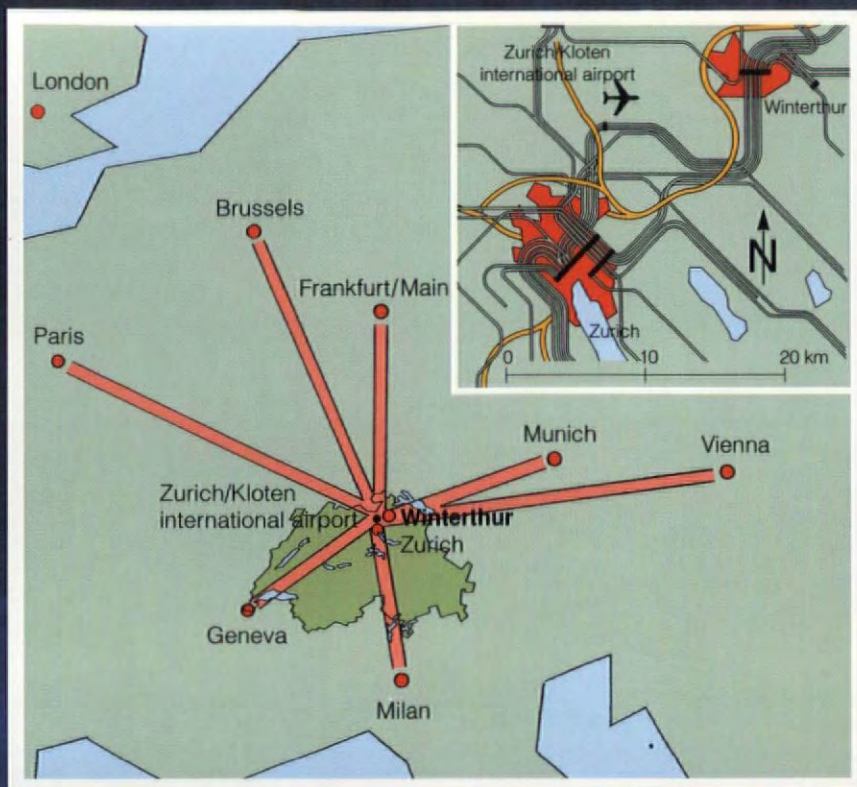 London
Brussels
Frankfurt/Main
Paris
Munich
Vienna
Zurich/Kloten
international airport
Winterthur
Zurich
Geneva
Milan
Zurich/Kloten
international airport
Winterthur
N
Zurich
0 10 20 km